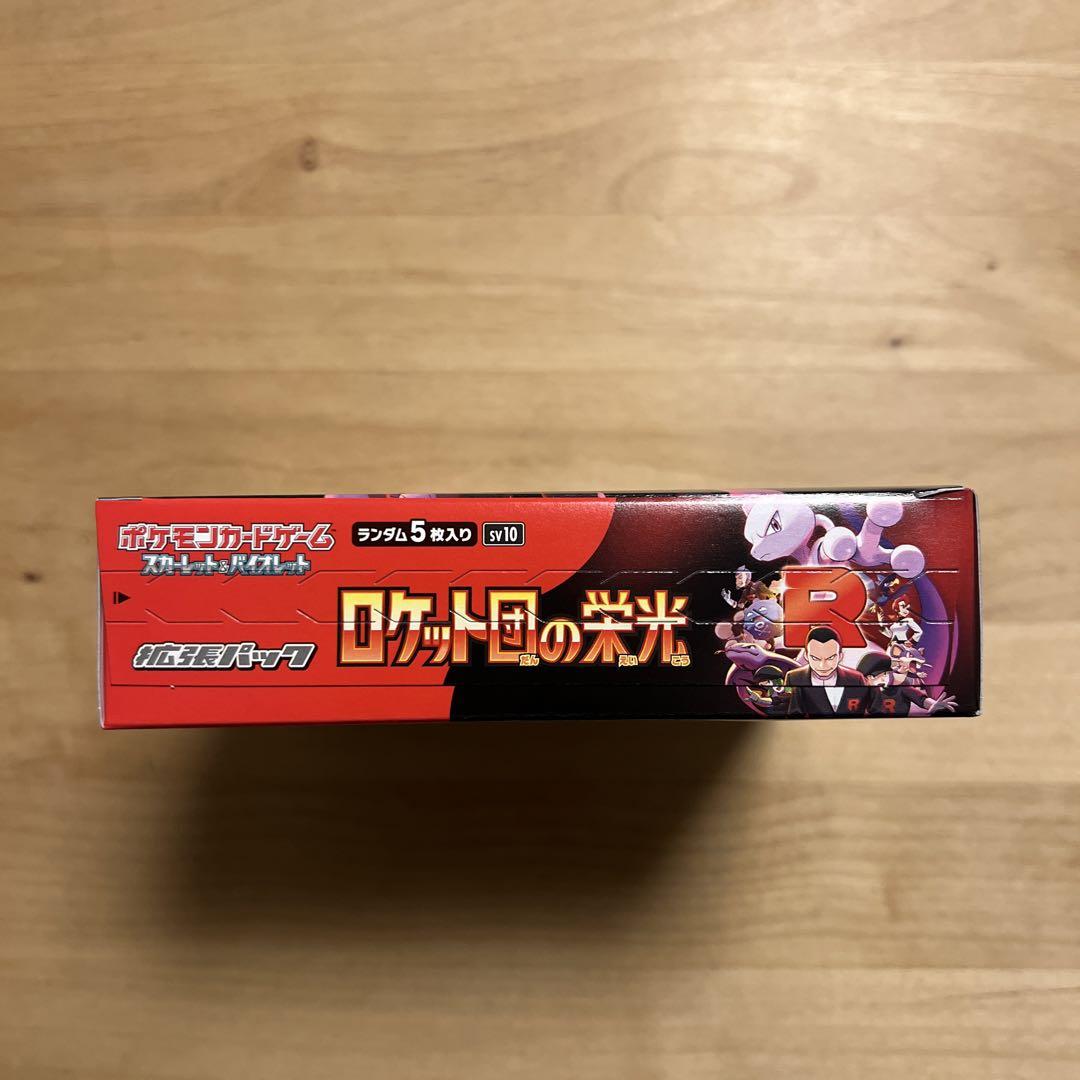 ポケモンカードゲーム
スカーレット&バイオレット
ランダム5枚入り
SV10
拡張パック
ロケット団の栄光
だん えい こう
R
R R